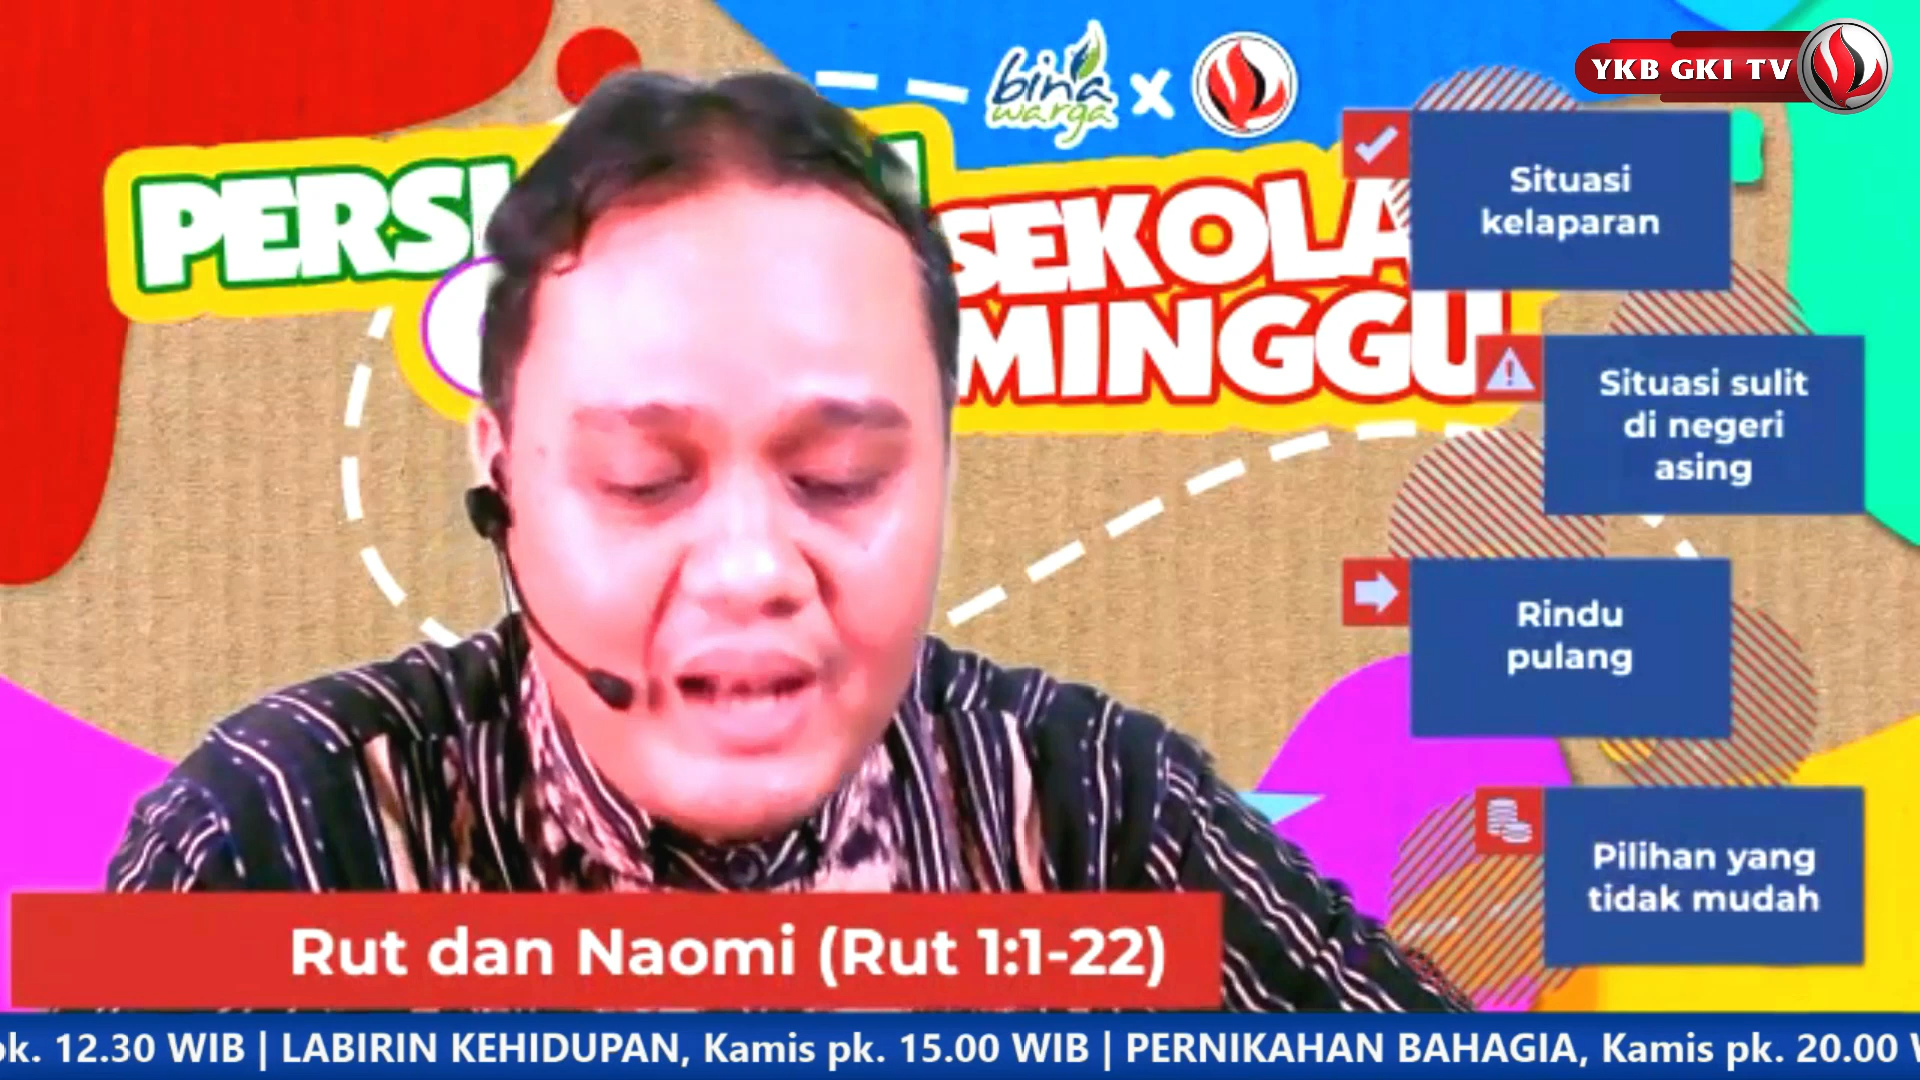 bina
warga
x
YKB GKI TV
SEKOLA
MINGGU
Situasi
kelaparan
Situasi sulit
di negeri
asing
Rindu
pulang
Pilihan yang
tidak mudah
Rut dan Naomi (Rut 1:1-22)
pk. 12.30 WIB | LABIRIN KEHIDUPAN, Kamis pk. 15.00 WIB | PERNIKAHAN BAHAGIA, Kamis pk. 20.00